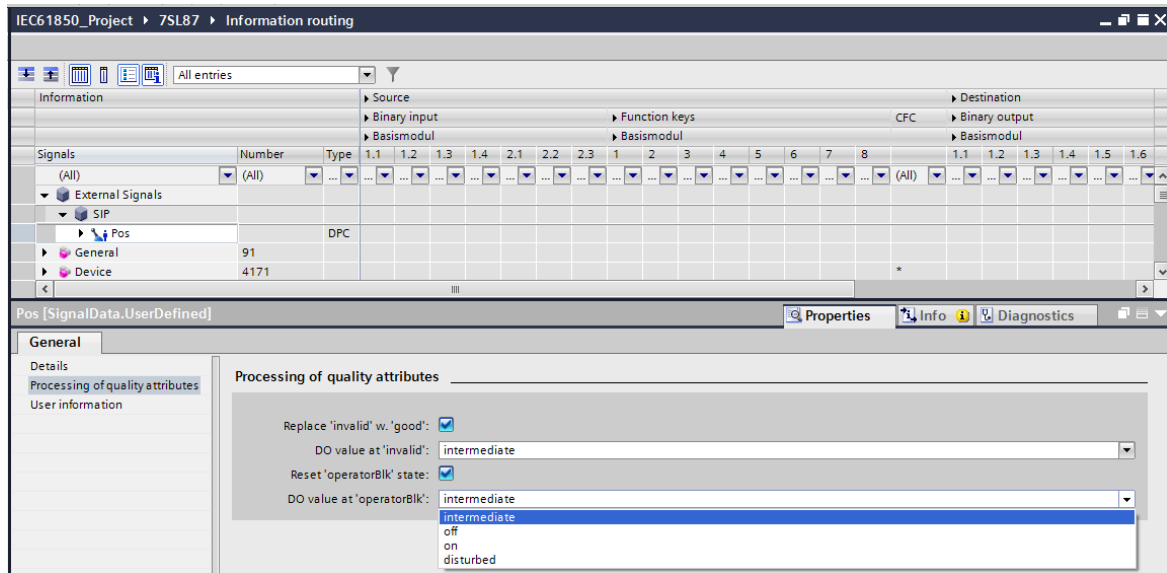 IEC61850_Project ▸ 7SL87 ▸ Information routing
All entries
Information Source Destination
Binary input Function keys CFC Binary output
Basismodul Basismodul Basismodul
Signals Number Type 1.1 1.2 1.3 1.4 2.1 2.2 2.3 1 2 3 4 5 6 7 8 1.1 1.2 1.3 1.4 1.5 1.6
(All) (All) ... ... ... ... ... ... ... ... ... ... ... ... ... ... ... ... (All) ... ... ... ... ... ...
External Signals
SIP
Pos DPC
General 91
Device 4171 *
Pos [SignalData.UserDefined] Properties Info Diagnostics
General
Details
Processing of quality attributes
User information
Processing of quality attributes
Replace 'invalid' w. 'good':
DO value at 'invalid': intermediate
Reset 'operatorBlk' state:
DO value at 'operatorBlk': intermediate
intermediate
off
on
disturbed